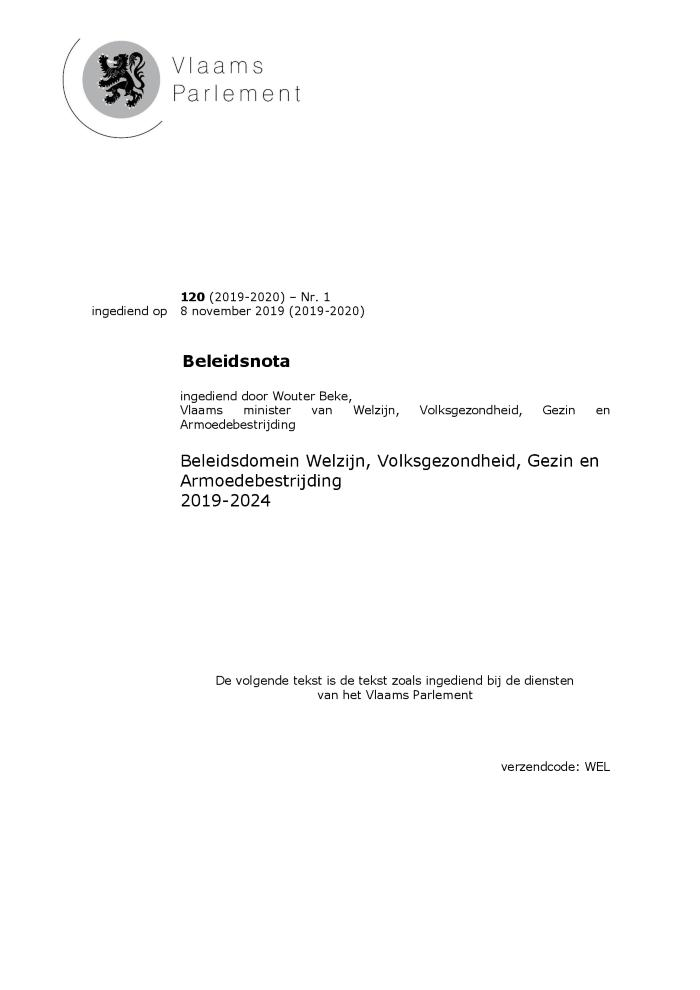 Vlaams
Parlement
120 (2019-2020) – Nr. 1
ingediend op 8 november 2019 (2019-2020)
Beleidsnota
ingediend door Wouter Beke,
Vlaams minister van Welzijn, Volksgezondheid, Gezin en
Armoedebestrijding
Beleidsdomein Welzijn, Volksgezondheid, Gezin en
Armoedebestrijding
2019-2024
De volgende tekst is de tekst zoals ingediend bij de diensten
van het Vlaams Parlement
verzendcode: WEL